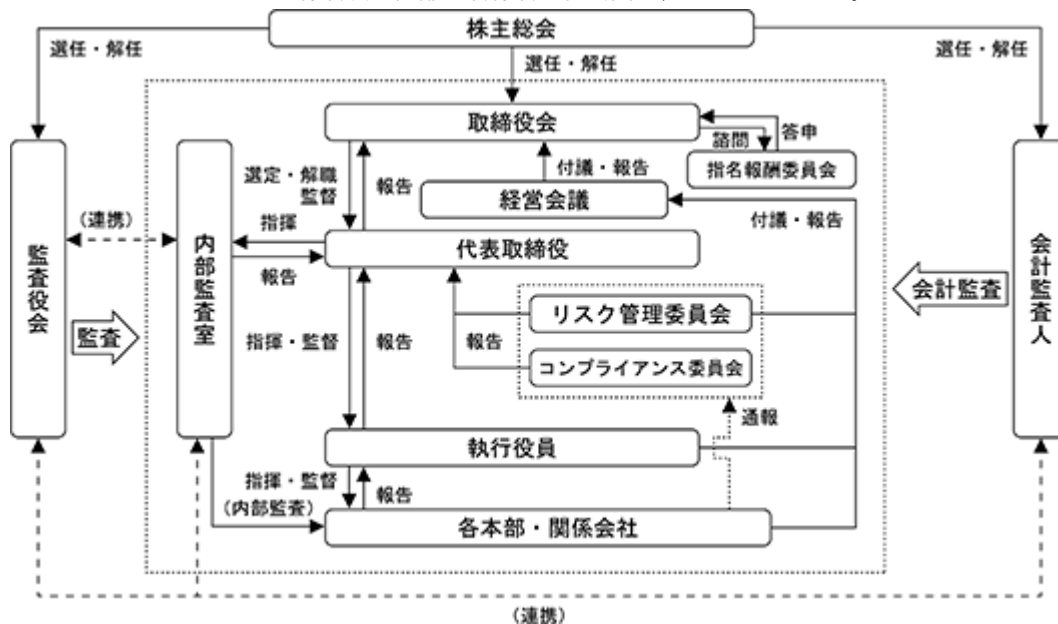 株主総会
選任・解任
選任・解任
選任・解任
取締役会
答申
諮問
指名報酬委員会
選定・解職
監督
報告
付議・報告
経営会議
付議・報告
(連携)
指揮
代表取締役
報告
監査役会
内部監査室
会計監査人
監査
会計監査
指揮・監督
報告
報告
リスク管理委員会
コンプライアンス委員会
通報
執行役員
指揮・監督
報告
(内部監査)
各本部・関係会社
(連携)